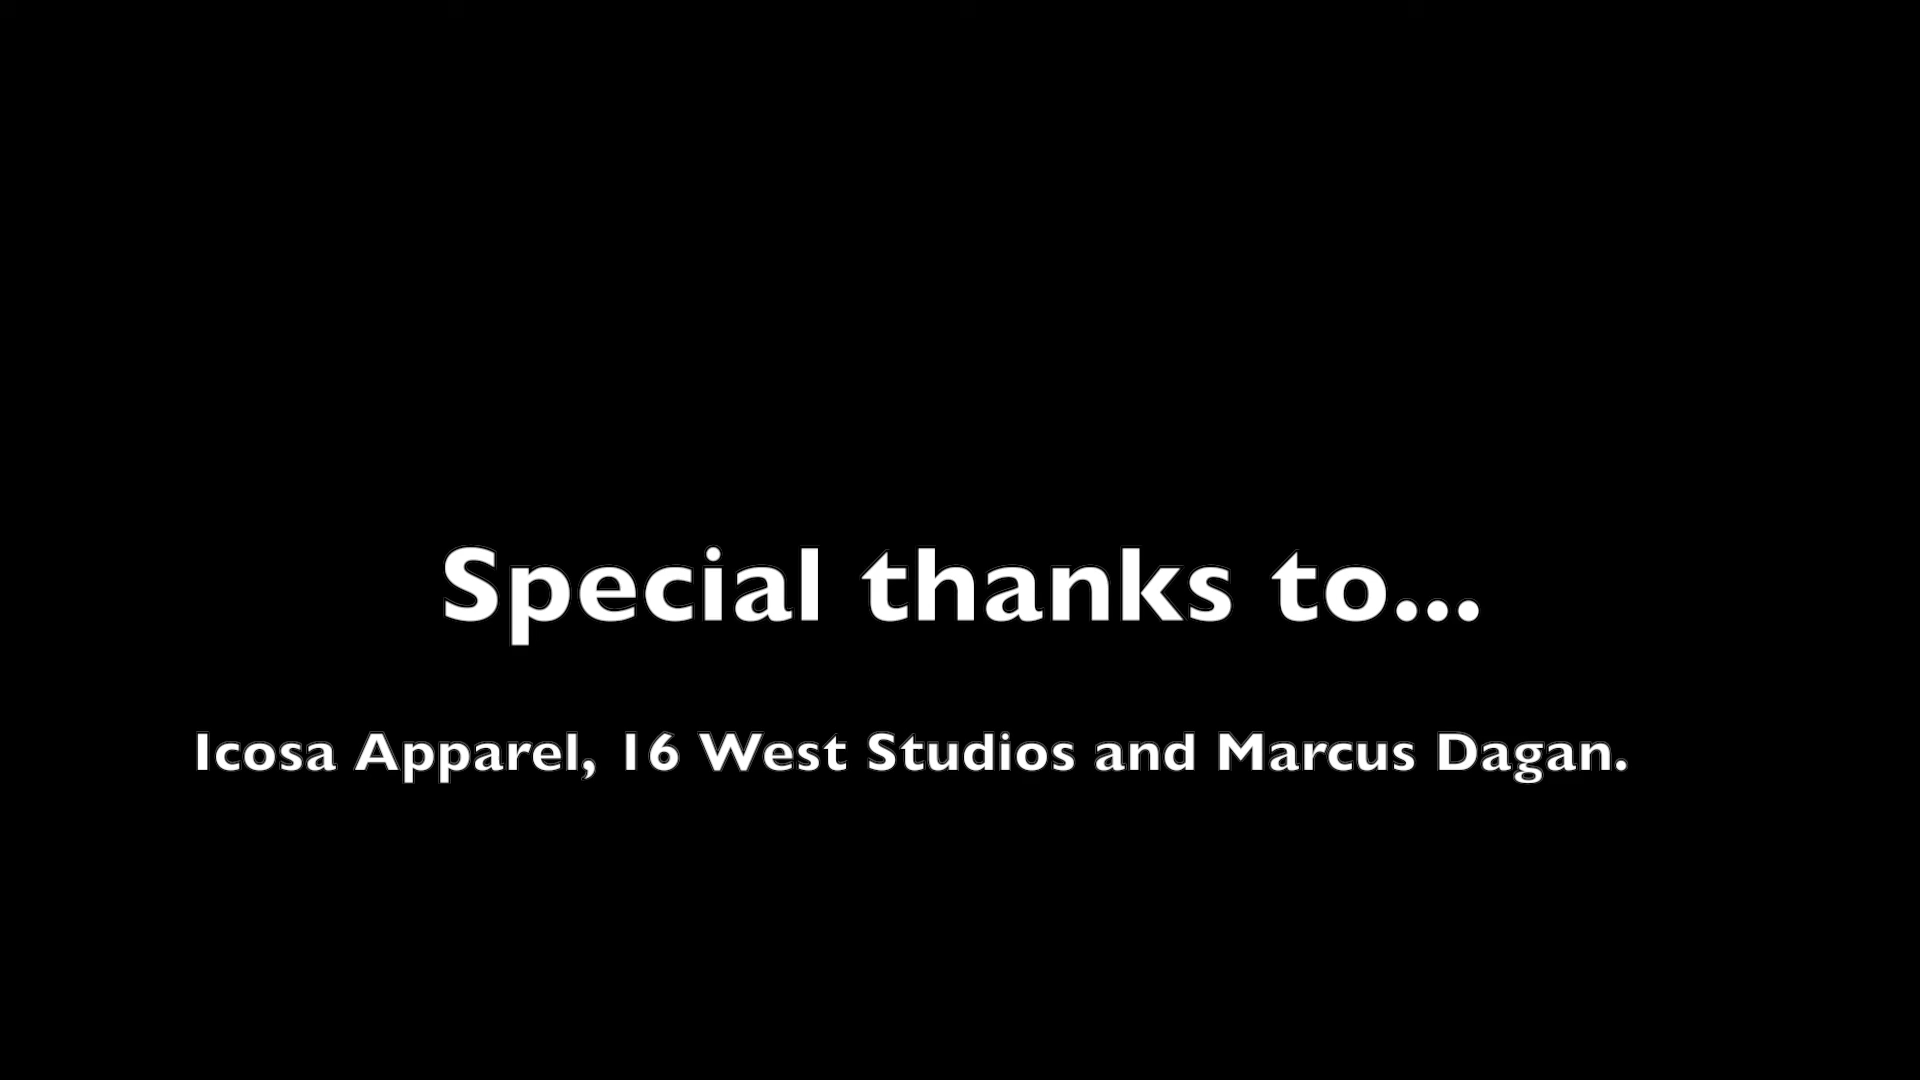 Special thanks to...
Icosa Apparel, 16 West Studios and Marcus Dagan.